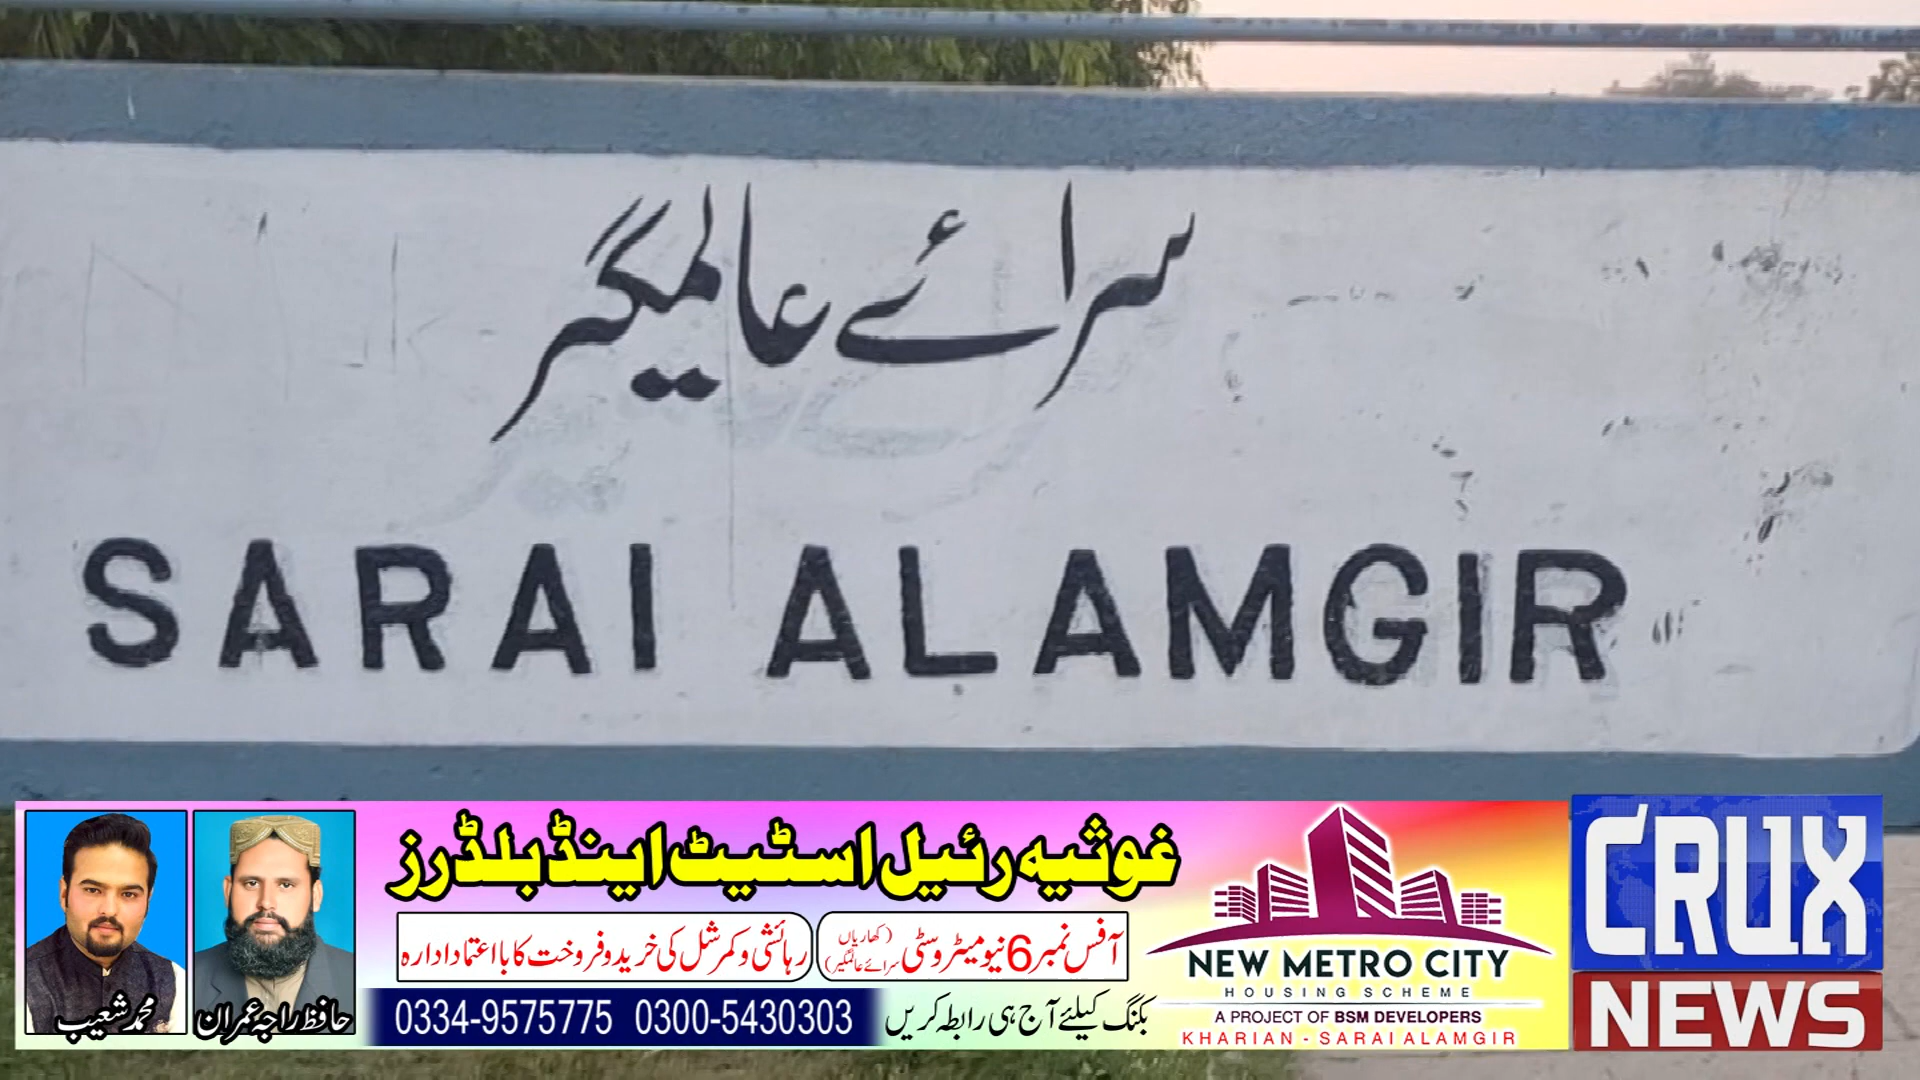 سرائے عالمگیر
SARAI ALAMGIR
غوثیہ رئیل اسٹیٹ اینڈ بلڈرز
آفس نمبر 6 نیو میٹرو سٹی (کھاریاں سرائے عالمگیر)
رہائشی و کمرشل کی خرید و فروخت کا با اعتماد ادارہ
بکنگ کیلئے آج ہی رابطہ کریں
0334-9575775 0300-5430303
محمد شعیب
حافظ راجہ عمران
NEW METRO CITY
HOUSING SCHEME
A PROJECT OF BSM DEVELOPERS
KHARIAN - SARAI ALAMGIR
CRUX
NEWS